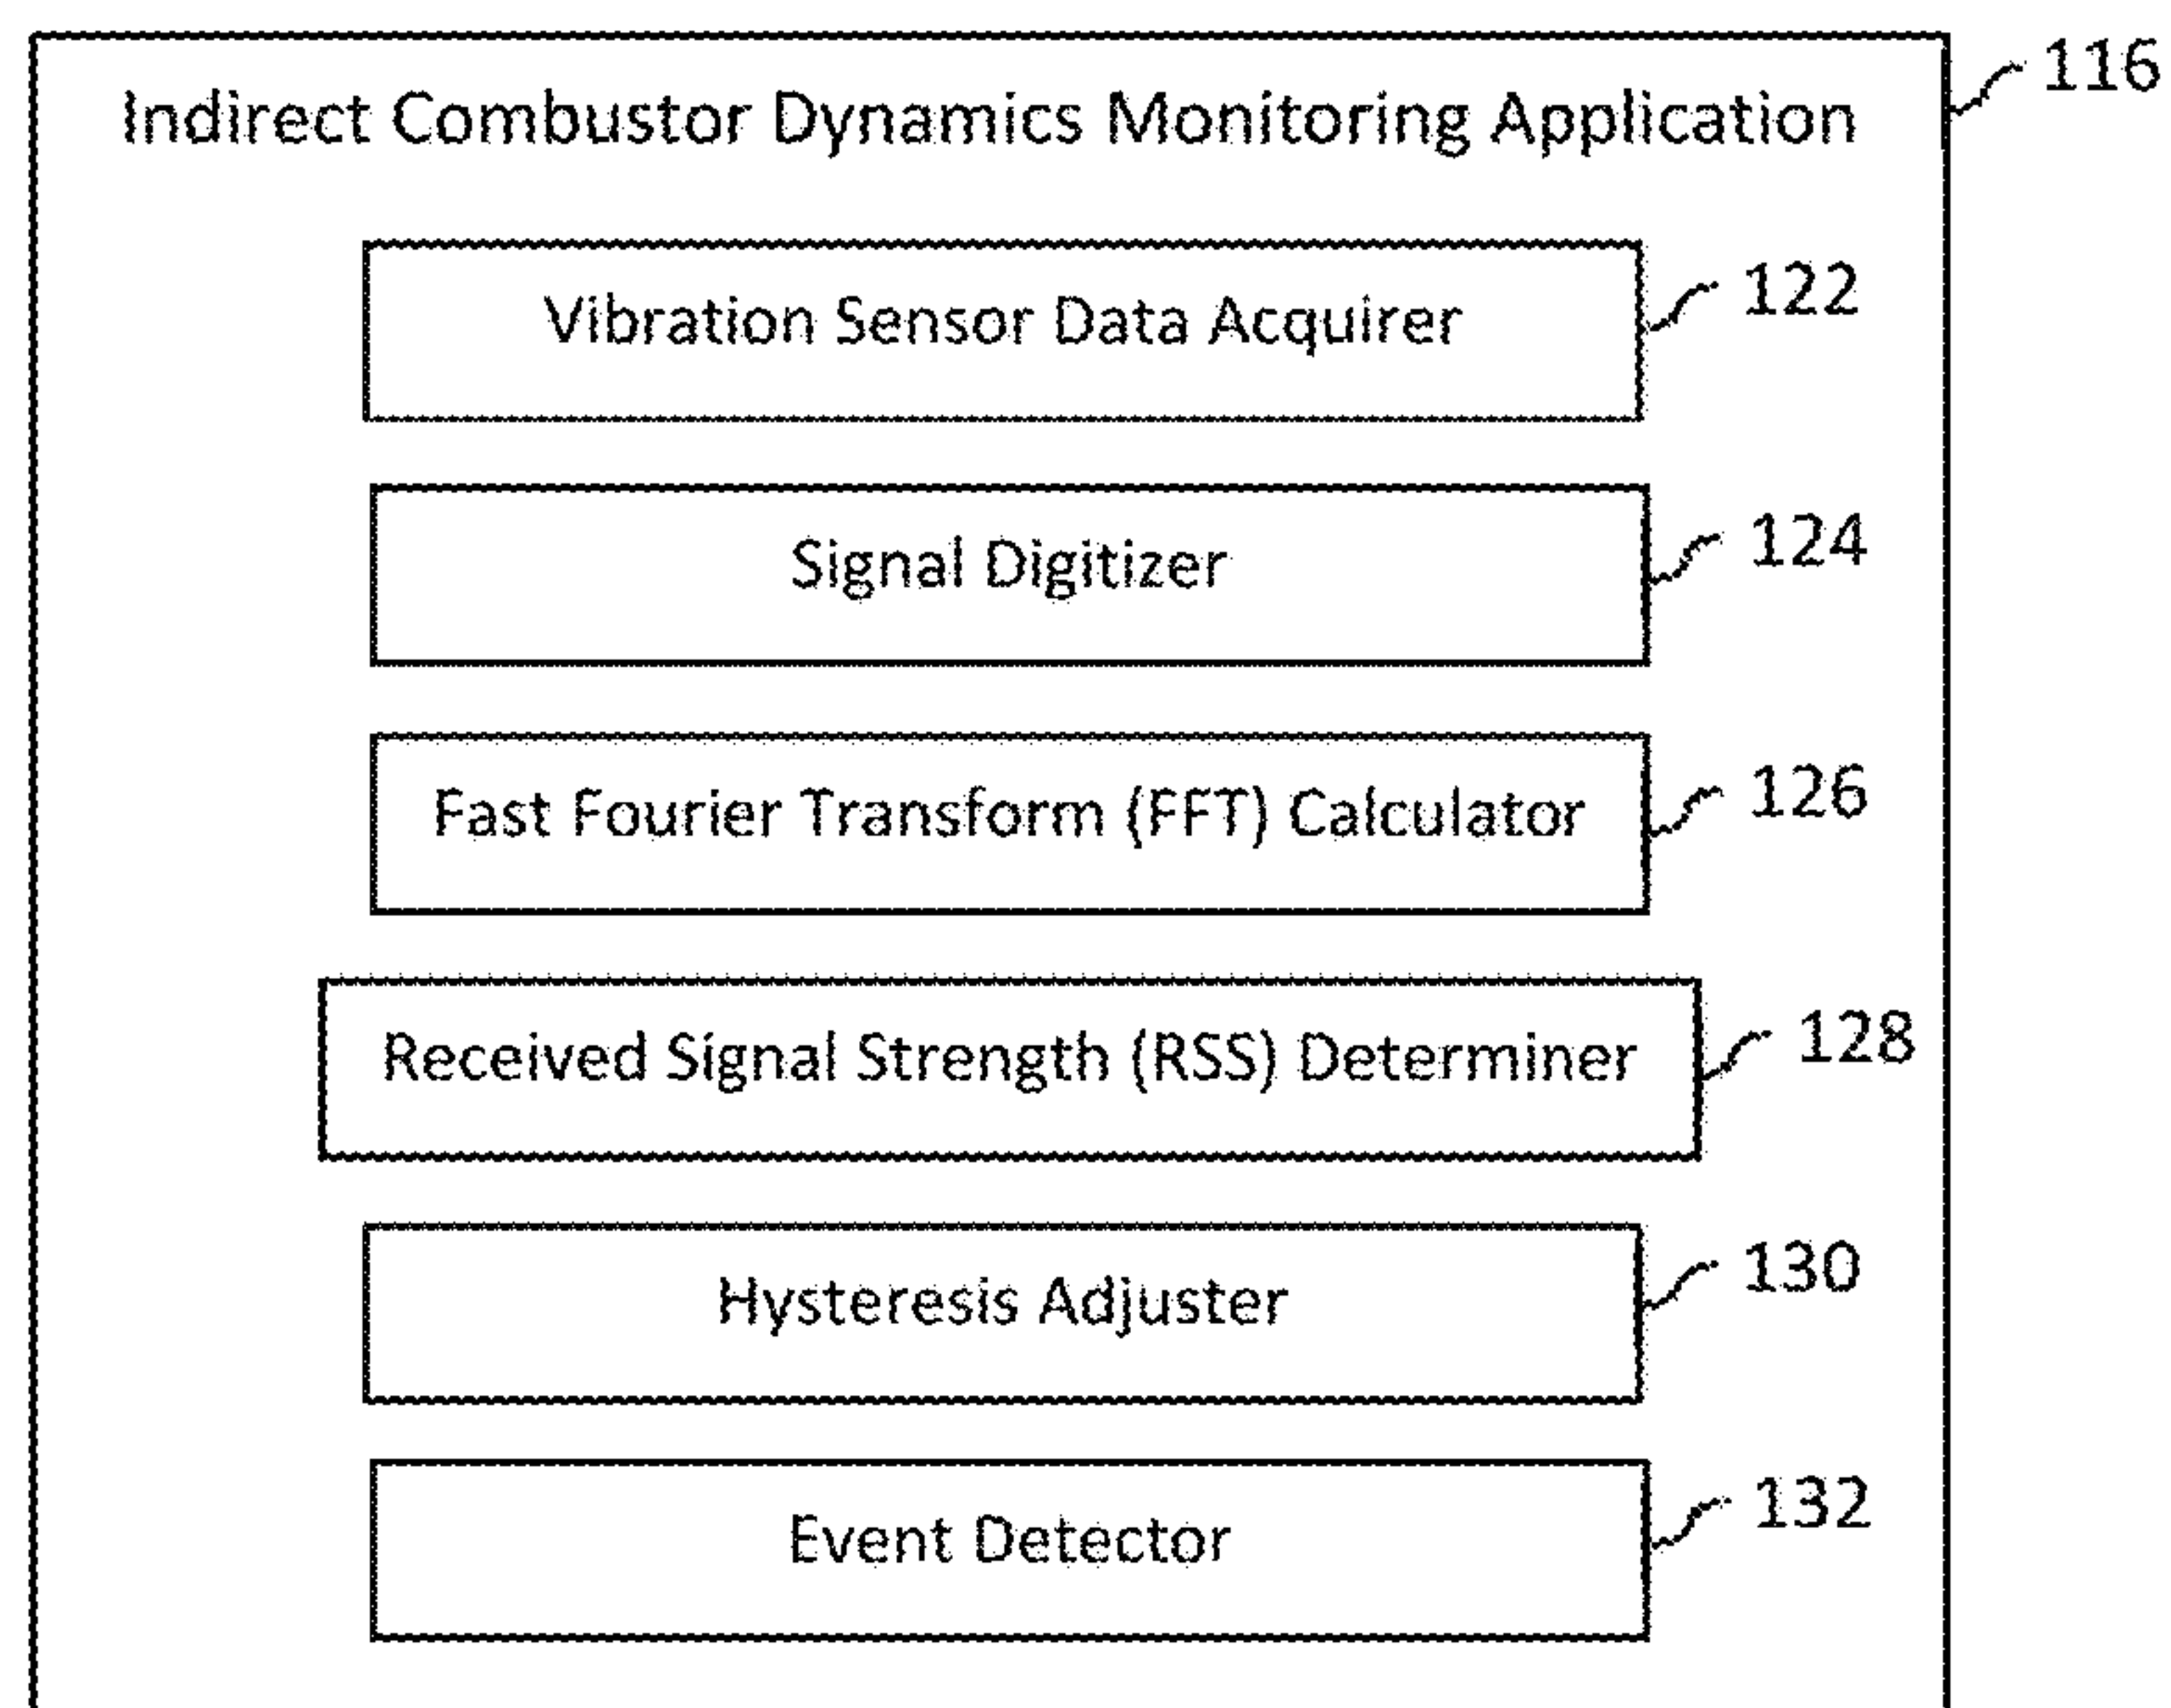 116
Indirect Combustor Dynamics Monitoring Application
Vibration Sensor Data Acquirer
122
Signal Digitizer
124
Fast Fourier Transform (FFT) Calculator
126
Received Signal Strength (RSS) Determiner
128
Hysteresis Adjuster
130
Event Detector
132